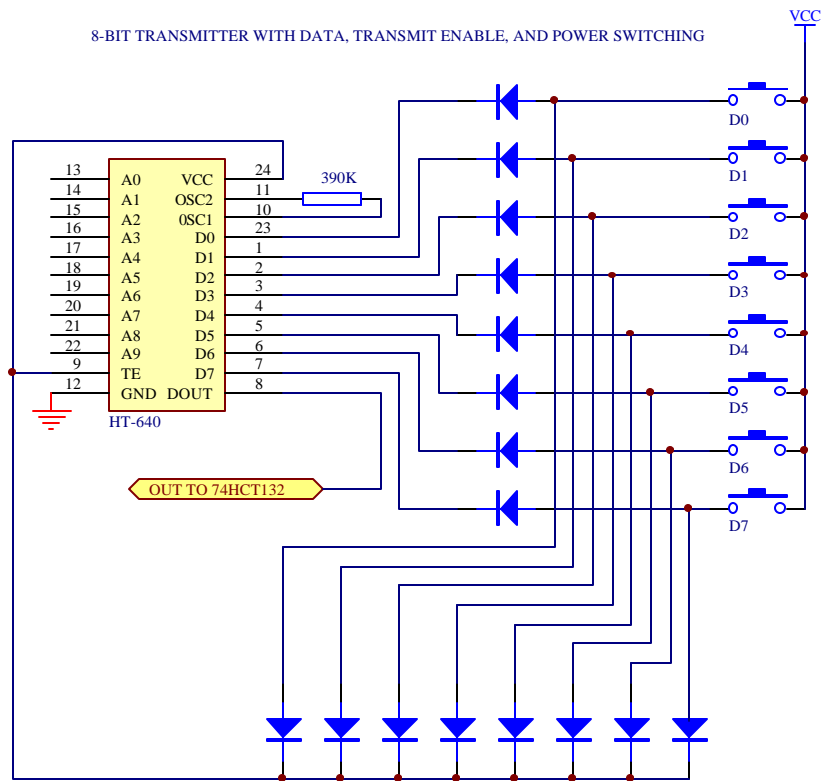 VCC
8-BIT TRANSMITTER WITH DATA, TRANSMIT ENABLE, AND POWER SWITCHING
D0
D1
D2
D3
D4
D5
D6
D7
390K
13 A0 VCC 24
14 A1 OSC2 11
15 A2 0SC1 10
16 A3 D0 23
17 A4 D1 1
18 A5 D2 2
19 A6 D3 3
20 A7 D4 4
21 A8 D5 5
22 A9 D6 6
9 TE D7 7
12 GND DOUT 8
HT-640
OUT TO 74HCT132